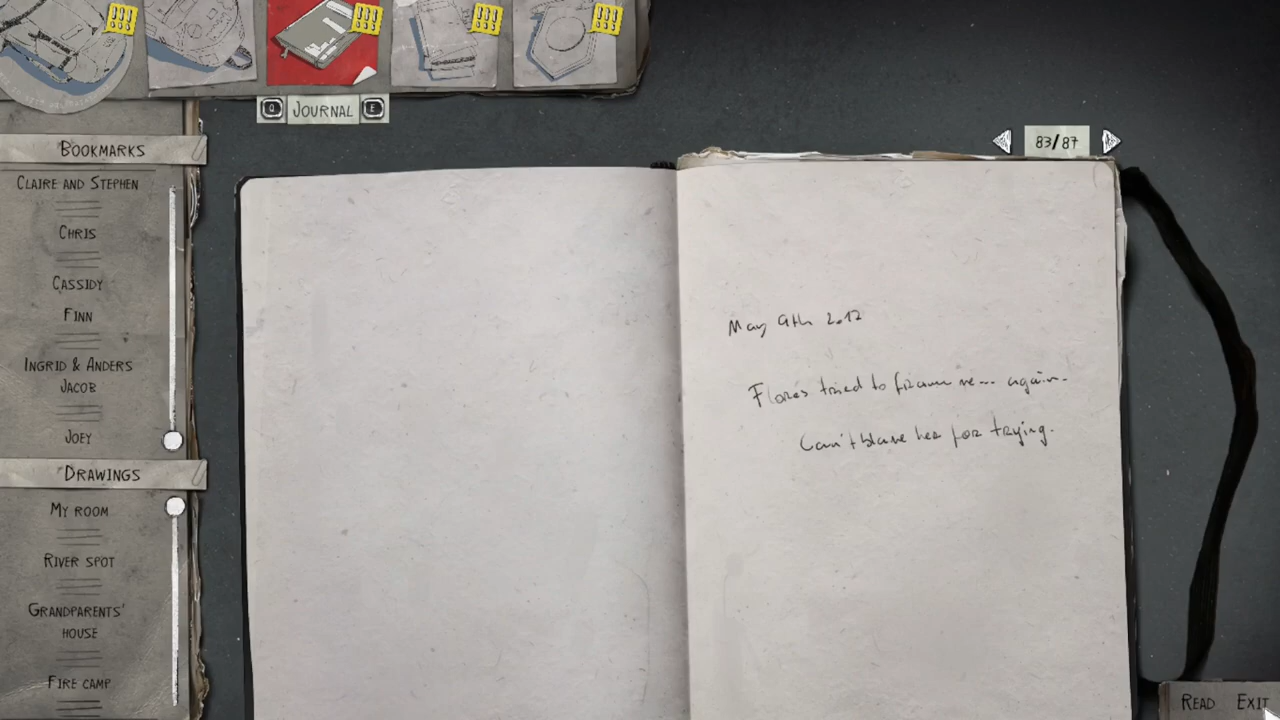 Q JOURNAL E
83/87
BOOKMARKS
CLAIRE AND STEPHEN
CHRIS
CASSIDY
FINN
INGRID & ANDERS
JACOB
JOEY
DRAWINGS
MY ROOM
RIVER SPOT
GRANDPARENTS'
HOUSE
FIRE CAMP
May 9th 2017
Flores tried to frame me... again.
Can't blame her for trying.
READ EXIT